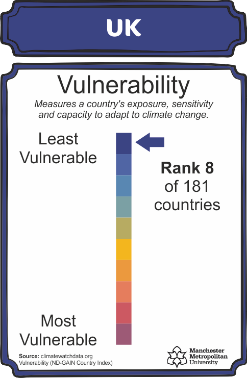 UK
Vulnerability
Measures a country's exposure, sensitivity
and capacity to adapt to climate change.
Least
Vulnerable
Rank 8
of 181
countries
Most
Vulnerable
Source: climatewatchdata.org
Vulnerability (ND-GAIN Country Index)
Manchester
Metropolitan
University